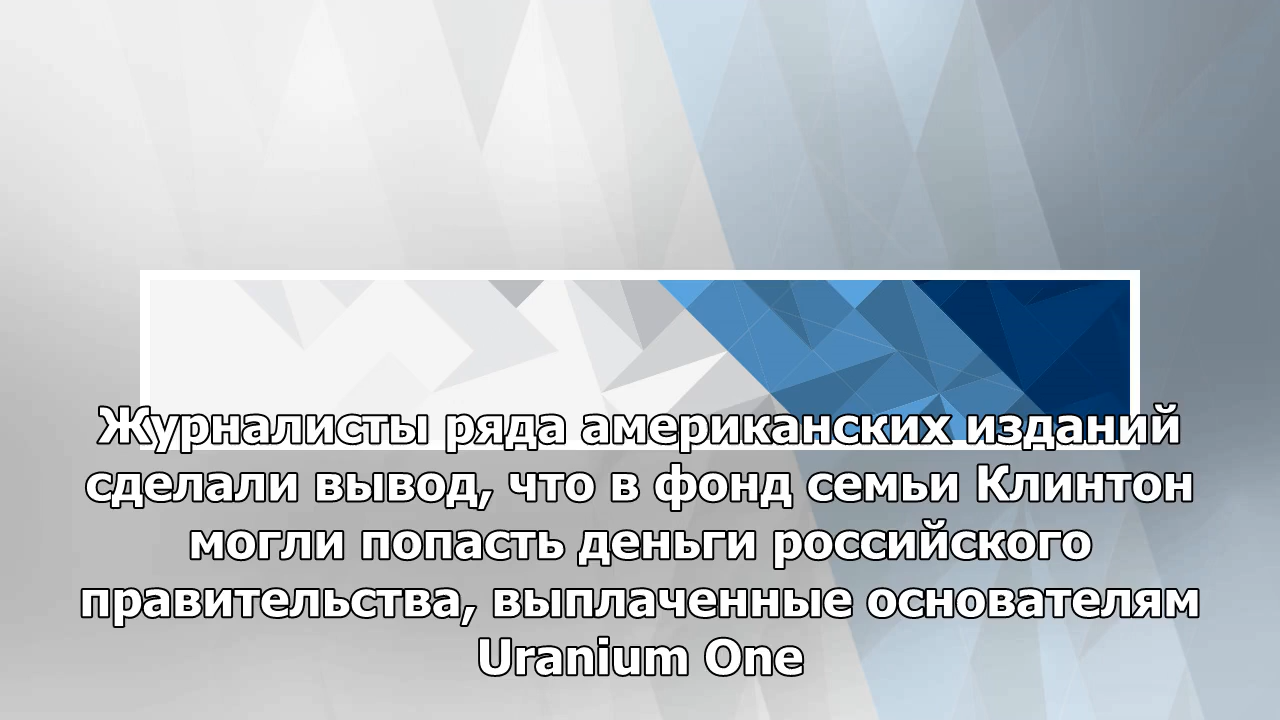 Журналисты ряда американских изданий
сделали вывод, что в фонд семьи Клинтон
могли попасть деньги российского
правительства, выплаченные основателям
Uranium One